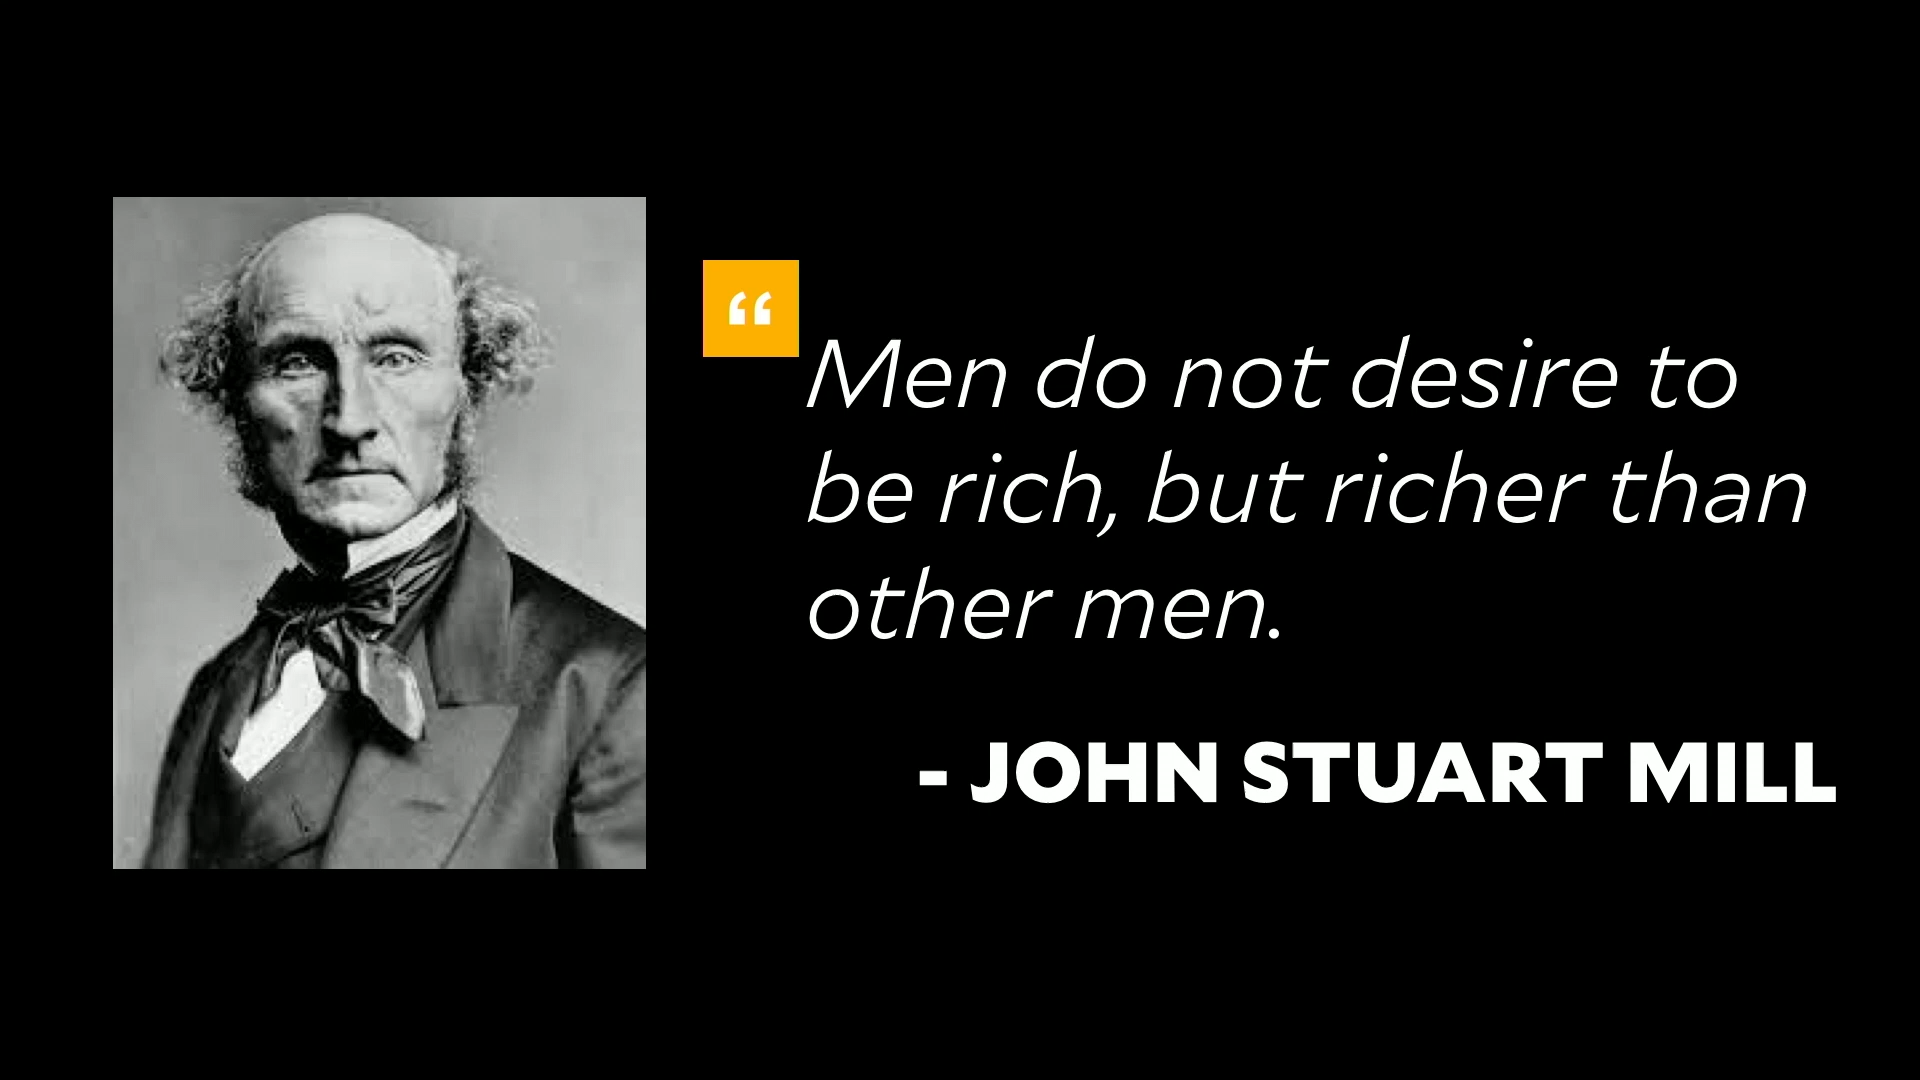 “
Men do not desire to
be rich, but richer than
other men.
- JOHN STUART MILL